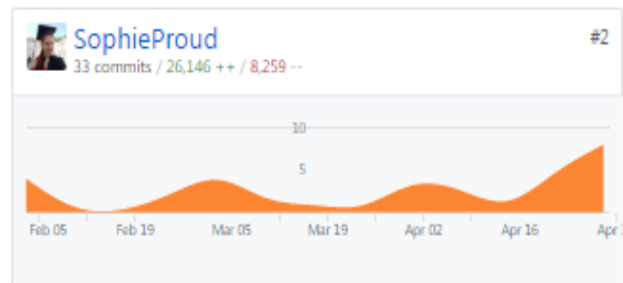 SophieProud
#2
33 commits / 26,146 ++ / 8,259 --
10
5
Feb 05 Feb 19 Mar 05 Mar 19 Apr 02 Apr 16 Apr